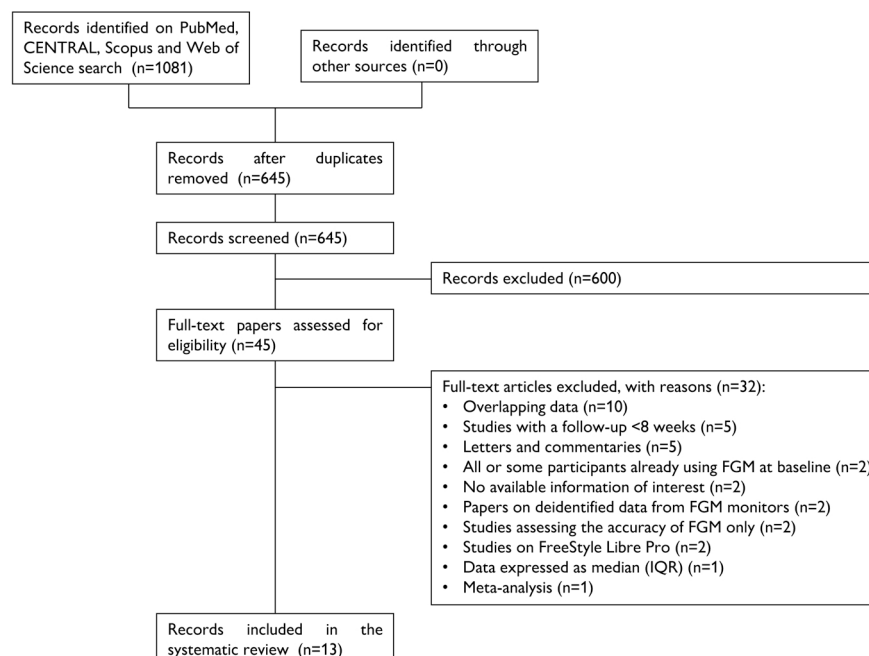 Records identified on PubMed,
CENTRAL, Scopus and Web of
Science search (n=1081)
Records identified through
other sources (n=0)
Records after duplicates
removed (n=645)
Records screened (n=645)
Records excluded (n=600)
Full-text papers assessed for
eligibility (n=45)
Full-text articles excluded, with reasons (n=32):
• Overlapping data (n=10)
• Studies with a follow-up <8 weeks (n=5)
• Letters and commentaries (n=5)
• All or some participants already using FGM at baseline (n=2)
• No available information of interest (n=2)
• Papers on deidentified data from FGM monitors (n=2)
• Studies assessing the accuracy of FGM only (n=2)
• Studies on FreeStyle Libre Pro (n=2)
• Data expressed as median (IQR) (n=1)
• Meta-analysis (n=1)
Records included in the
systematic review (n=13)